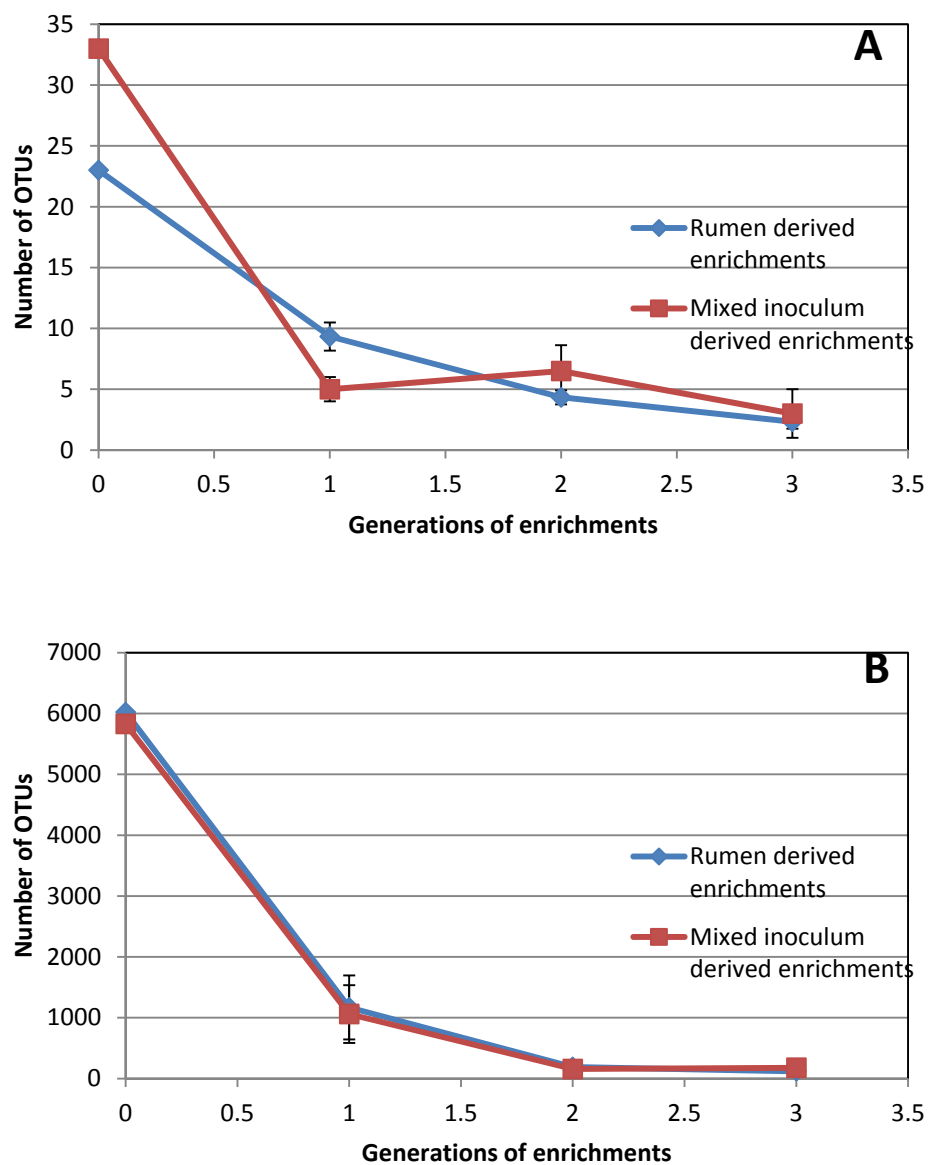 A
35
30
25
20
15
10
5
0
Number of OTUs
Rumen derived
enrichments
Mixed inoculum
derived enrichments
0 0.5 1 1.5 2 2.5 3 3.5
Generations of enrichments
B
7000
6000
5000
4000
3000
2000
1000
0
Number of OTUs
Rumen derived
enrichments
Mixed inoculum
derived enrichments
0 0.5 1 1.5 2 2.5 3 3.5
Generations of enrichments